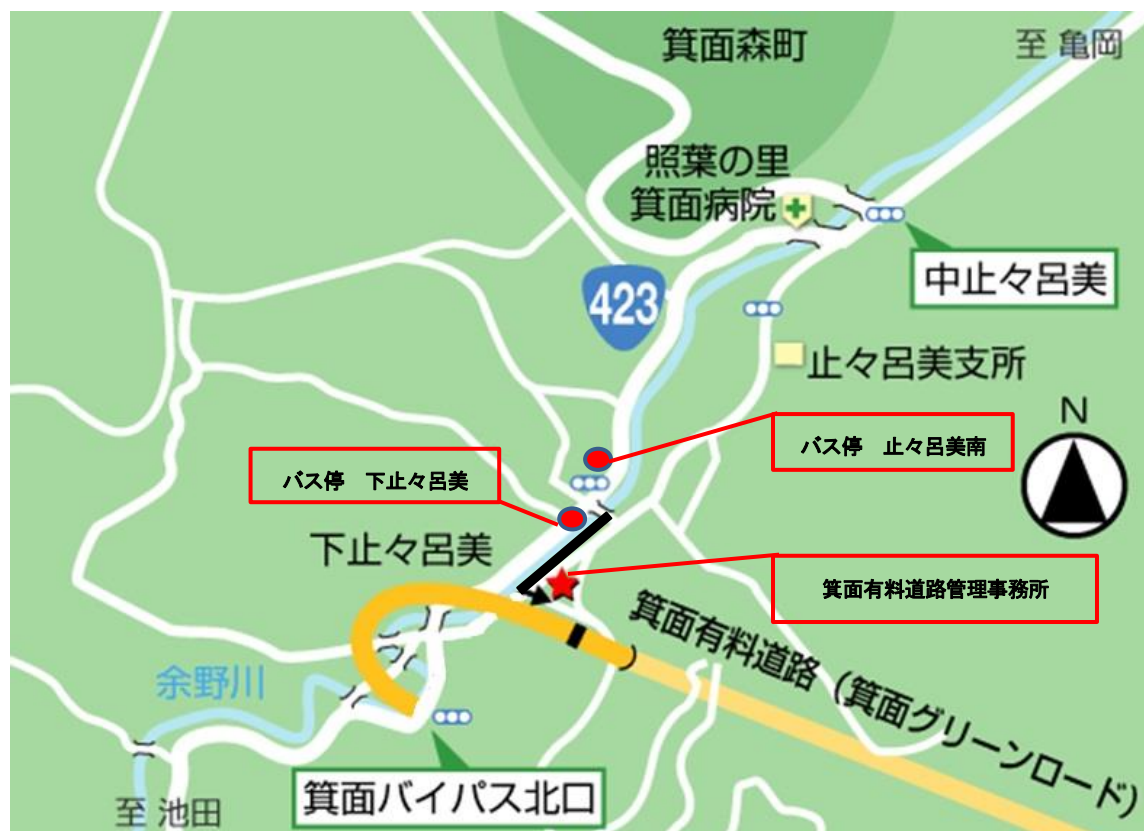 箕面森町
至 亀岡
照葉の里
箕面病院
中止々呂美
423
止々呂美支所
N
バス停　止々呂美南
バス停　下止々呂美
下止々呂美
箕面有料道路管理事務所
箕面有料道路（箕面グリーンロード）
余野川
箕面バイパス北口
至 池田